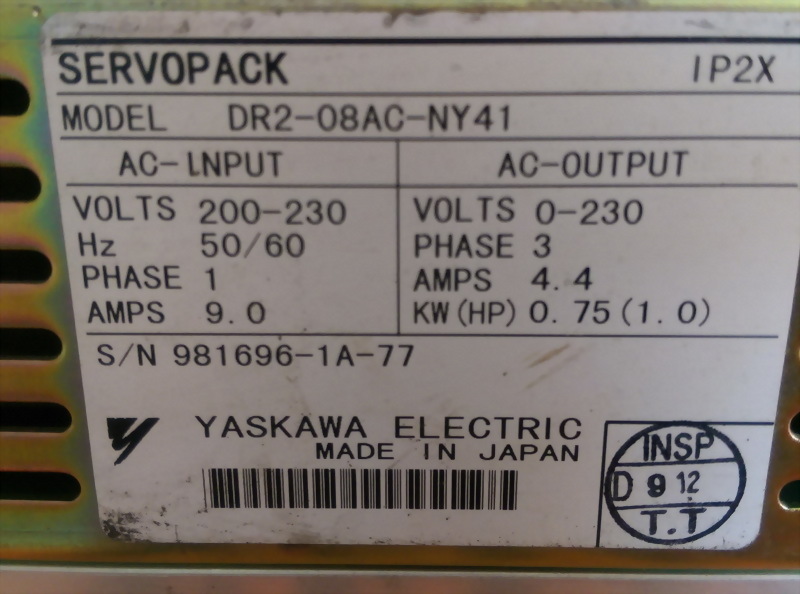 SERVOPACK IP2X
MODEL DR2-08AC-NY41
AC-INPUT AC-OUTPUT
VOLTS 200-230 VOLTS 0-230
Hz 50/60 PHASE 3
PHASE 1 AMPS 4.4
AMPS 9.0 KW(HP) 0.75(1.0)
S/N 981696-1A-77
YASKAWA ELECTRIC
MADE IN JAPAN
INSP
D 9 12
T.T